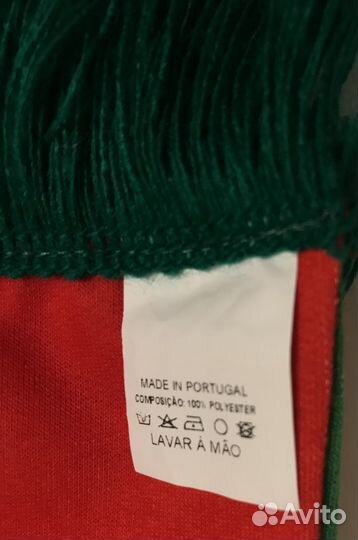 MADE IN PORTUGAL
COMPOSIÇÃO: 100% POLYESTER
LAVAR À MÃO
Avito